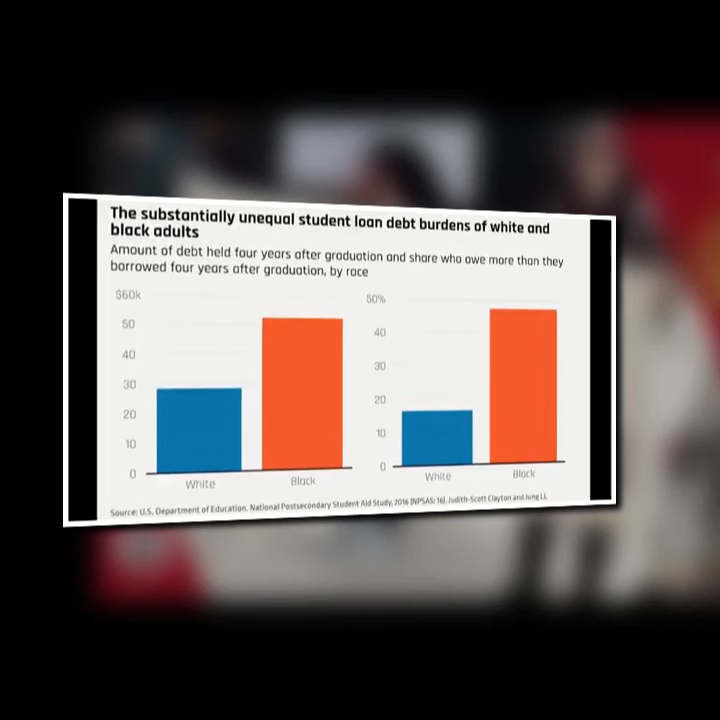 The substantially unequal student loan debt burdens of white and
black adults
Amount of debt held four years after graduation and share who owe more than they
borrowed four years after graduation, by race
$60k
50
40
30
20
10
0
White
Black
50%
40
30
20
10
0
White
Black
Source: U.S. Department of Education, National Postsecondary Student Aid Study, 2016 (NPSAS: 16), Judith-Scott Clayton and Jing Li,